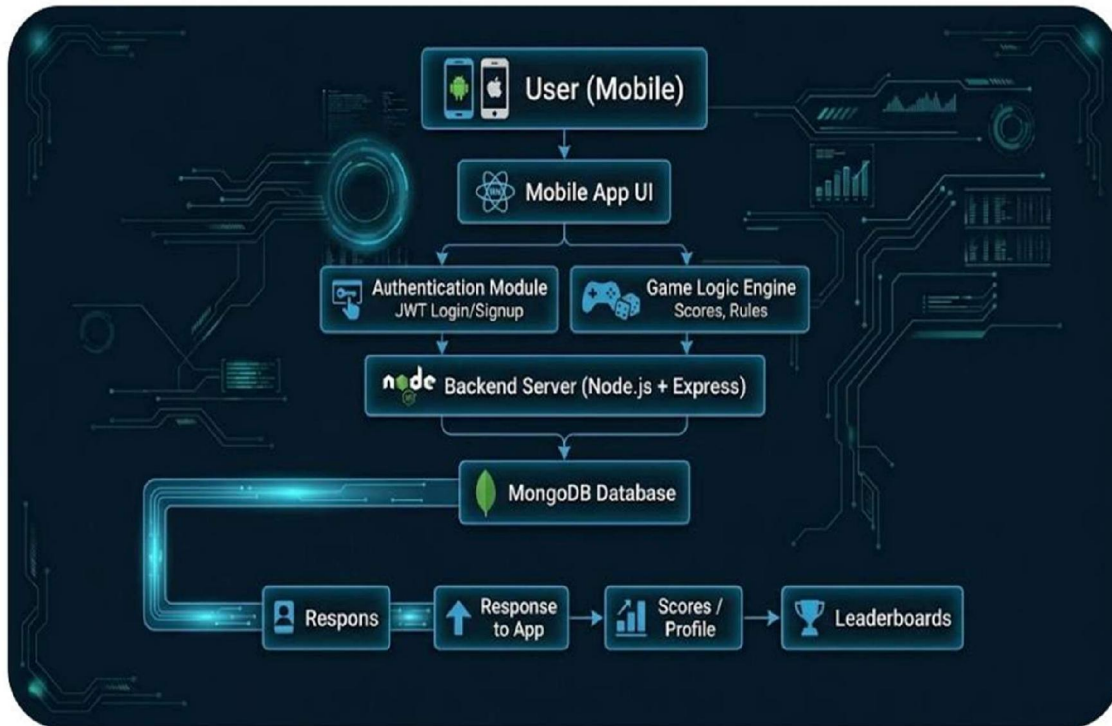 User (Mobile)
Mobile App UI
Authentication Module
JWT Login/Signup
Game Logic Engine
Scores, Rules
node
Backend Server (Node.js + Express)
MongoDB Database
Respons
Response
to App
Scores /
Profile
Leaderboards